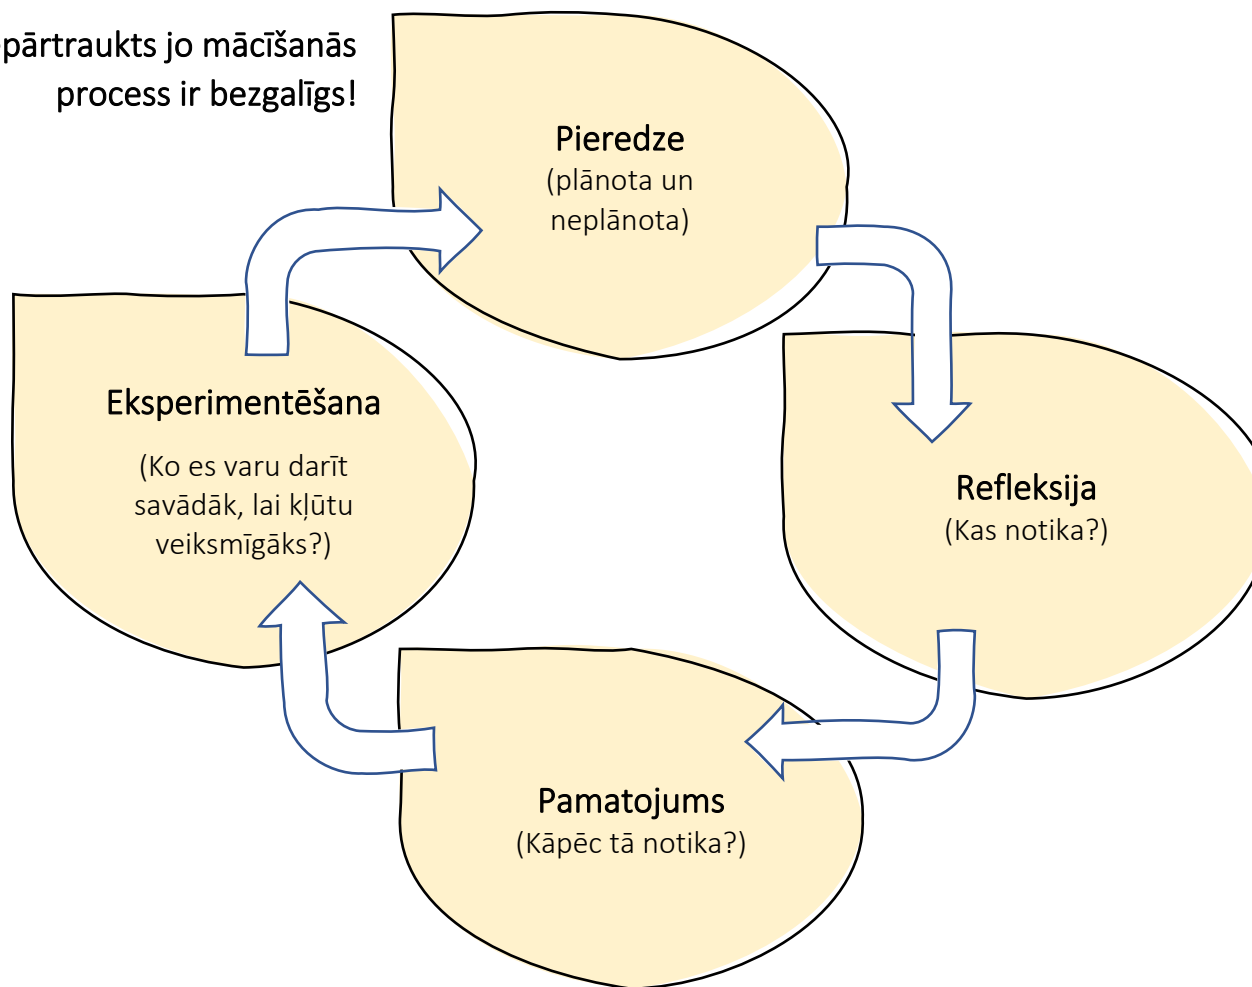 pārtraukts jo mācīšanās
process ir bezgalīgs!
Pieredze
(plānota un
neplānota)
Refleksija
(Kas notika?)
Pamatojums
(Kāpēc tā notika?)
Eksperimentēšana
(Ko es varu darīt
savādāk, lai kļūtu
veiksmīgāks?)